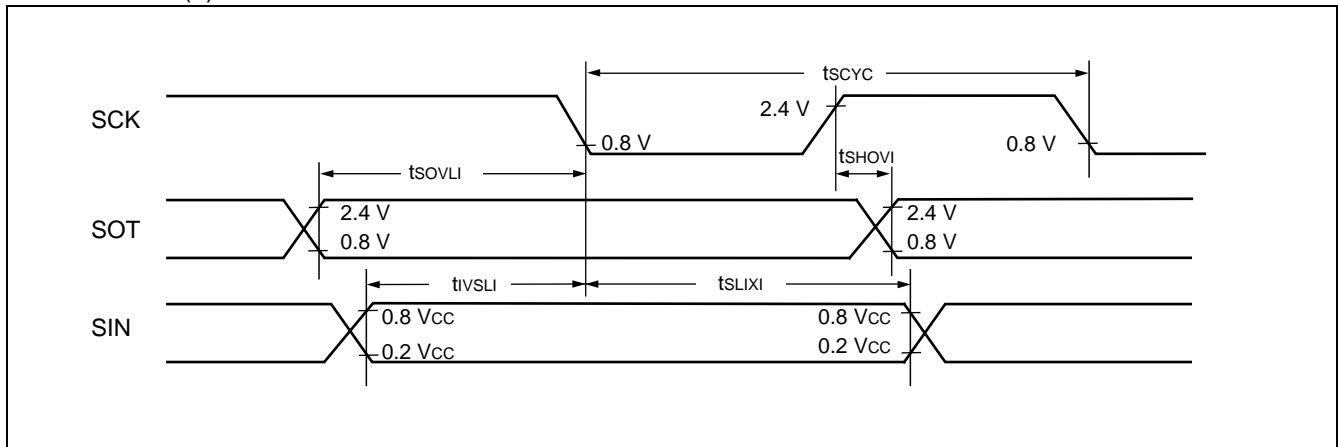 tSCYC
SCK
2.4 V
0.8 V
0.8 V
tSHOVI
tSOVLI
SOT
2.4 V
0.8 V
2.4 V
0.8 V
tIVSLI
tSLIXI
SIN
0.8 VCC
0.2 VCC
0.8 VCC
0.2 VCC